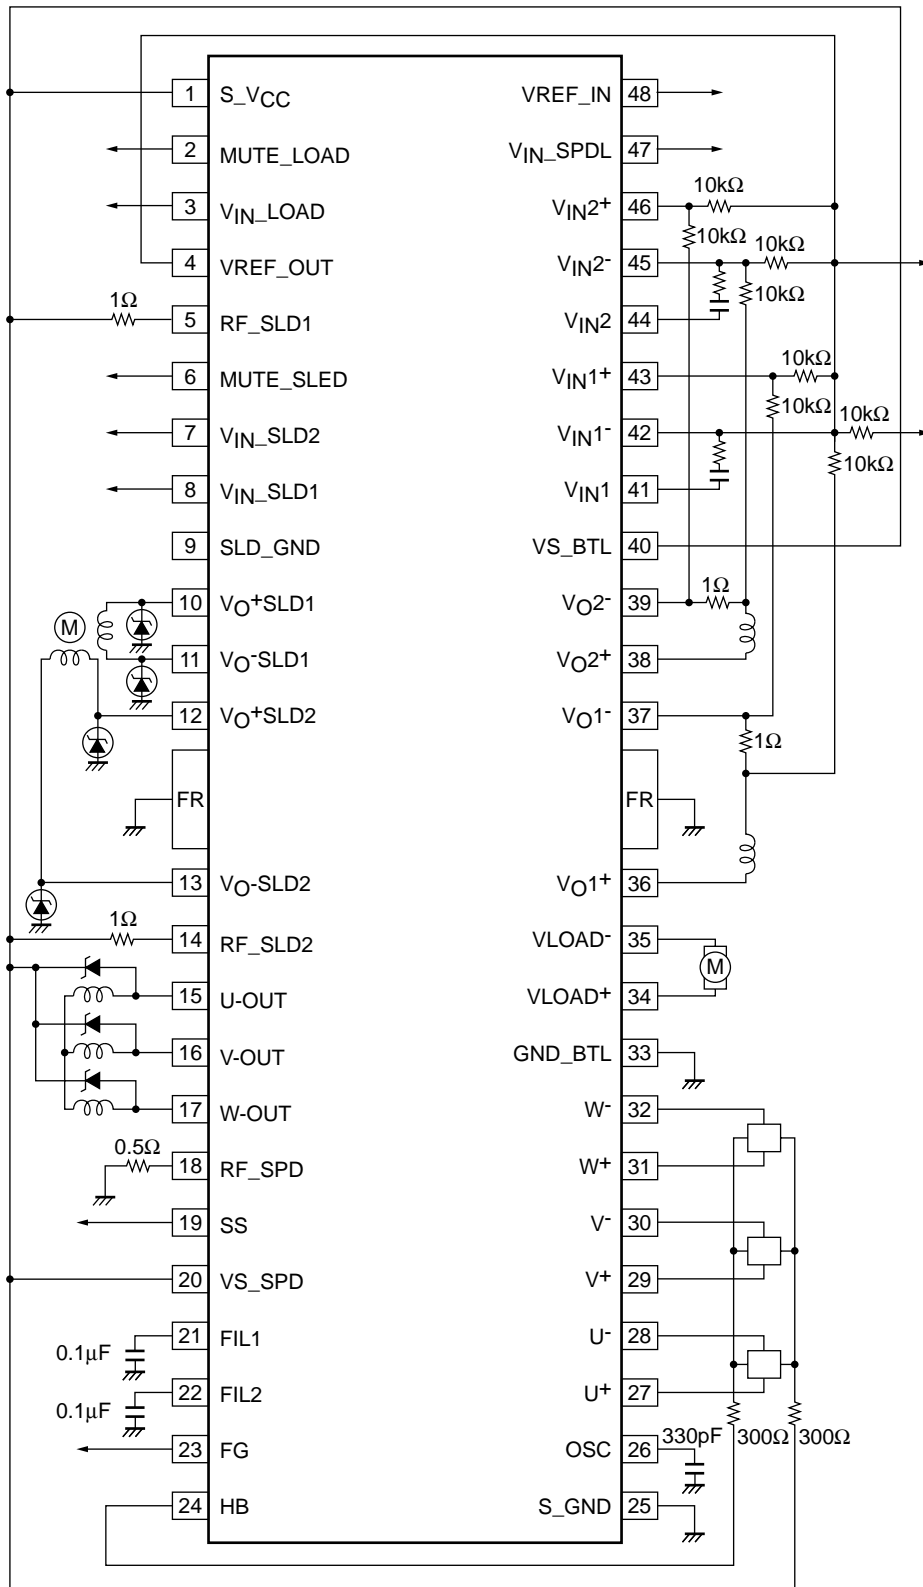 1 S_VCC
2 MUTE_LOAD
3 VIN_LOAD
4 VREF_OUT
1Ω
5 RF_SLD1
6 MUTE_SLED
7 VIN_SLD2
8 VIN_SLD1
9 SLD_GND
10 VO+SLD1
M
11 VO-SLD1
12 VO+SLD2
FR
13 VO-SLD2
1Ω
14 RF_SLD2
15 U-OUT
16 V-OUT
17 W-OUT
0.5Ω
18 RF_SPD
19 SS
20 VS_SPD
21 FIL1
0.1μF
22 FIL2
0.1μF
23 FG
24 HB
VREF_IN 48
VIN_SPDL 47
10kΩ
VIN2+ 46
10kΩ
10kΩ
VIN2- 45
10kΩ
VIN2 44
10kΩ
VIN1+ 43
10kΩ
10kΩ
VIN1- 42
10kΩ
VIN1 41
VS_BTL 40
1Ω
VO2- 39
VO2+ 38
VO1- 37
1Ω
FR
VO1+ 36
VLOAD- 35
M
VLOAD+ 34
GND_BTL 33
W- 32
W+ 31
V- 30
V+ 29
U- 28
U+ 27
330pF 300Ω 300Ω
OSC 26
S_GND 25